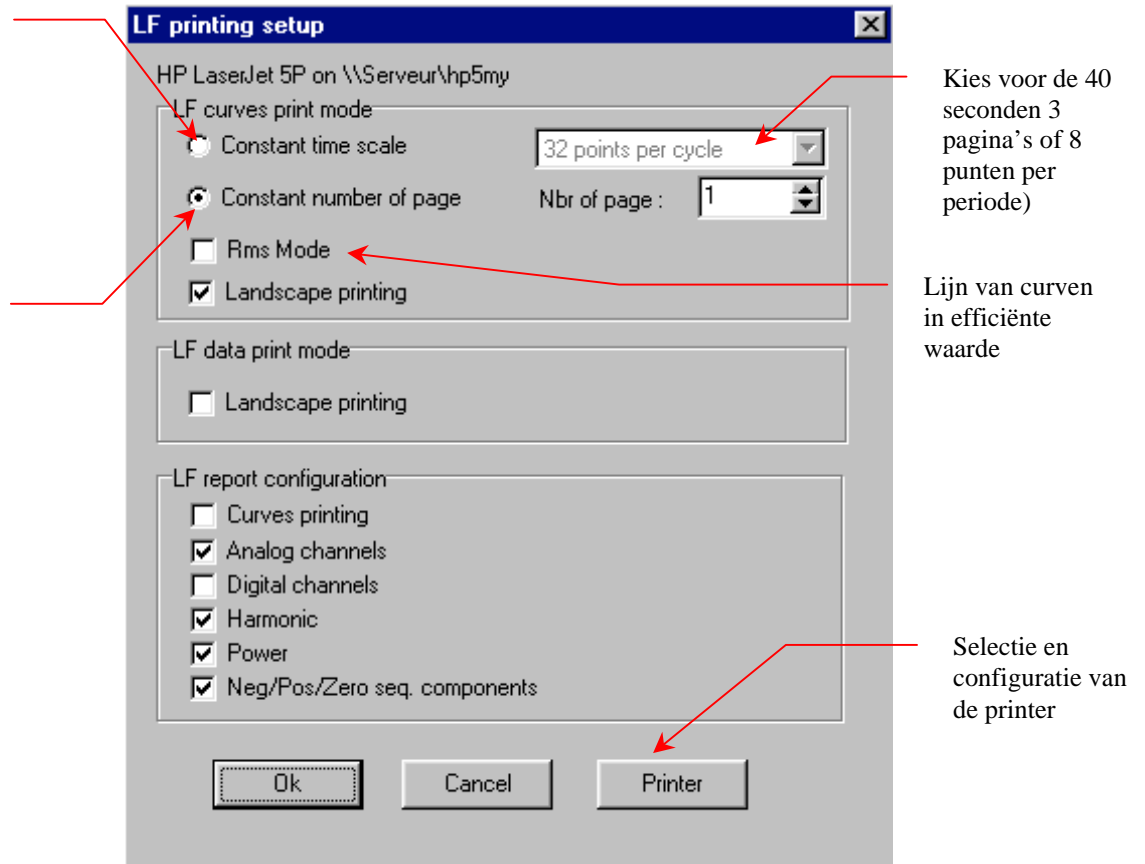 LF printing setup
HP LaserJet 5P on \\Serveur\hp5my
LF curves print mode
Constant time scale
32 points per cycle
Constant number of page
Nbr of page :
1
Rms Mode
Landscape printing
LF data print mode
Landscape printing
LF report configuration
Curves printing
Analog channels
Digital channels
Harmonic
Power
Neg/Pos/Zero seq. components
Ok
Cancel
Printer
Kies voor de 40
seconden 3
pagina's of 8
punten per
periode)
Lijn van curven
in efficiënte
waarde
Selectie en
configuratie van
de printer